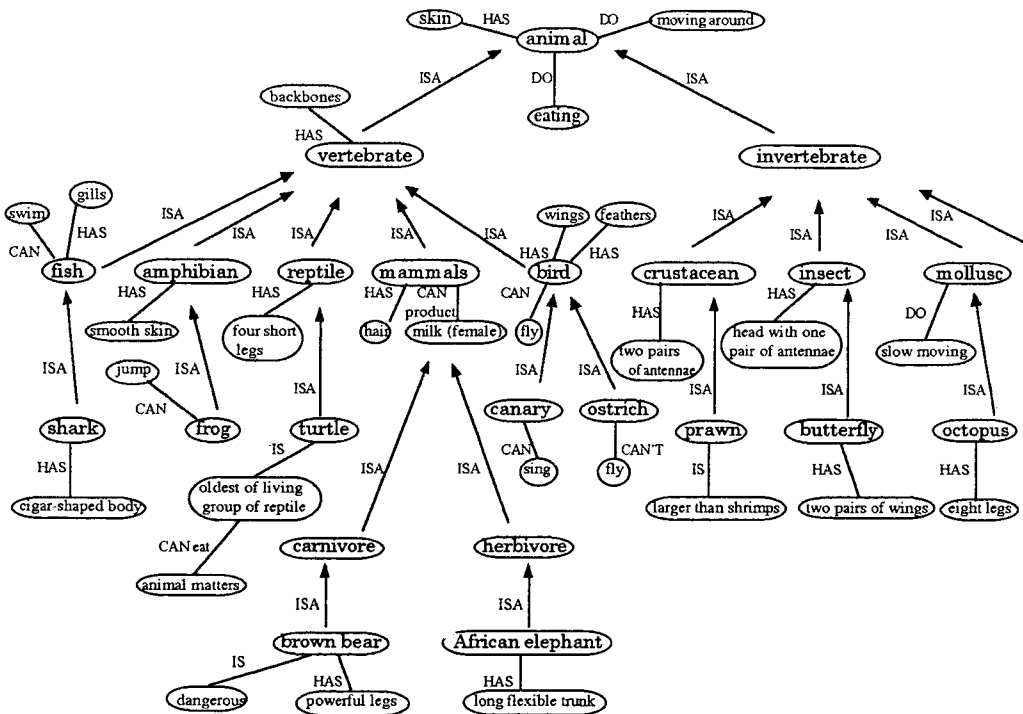 skin
HAS
DO
moving around
animal
ISA
DO
ISA
backbones
eating
HAS
vertebrate
invertebrate
gills
swim
ISA
ISA
ISA
ISA
ISA
wings
feathers
ISA
ISA
ISA
ISA
HAS
CAN
HAS
HAS
fish
amphibian
reptile
mammals
bird
crustacean
insect
mollusc
HAS
HAS
HAS
CAN
product
CAN
HAS
HAS
DO
smooth skin
four short
legs
hair
milk (female)
fly
two pairs
of antennae
head with one
pair of antennae
slow moving
ISA
jump
ISA
ISA
ISA
ISA
ISA
ISA
ISA
CAN
canary
ostrich
shark
frog
turtle
prawn
butterfly
octopus
HAS
IS
ISA
ISA
CAN
CAN'T
IS
HAS
HAS
sing
fly
cigar-shaped body
oldest of living
group of reptile
larger than shrimps
two pairs of wings
eight legs
CAN eat
carnivore
herbivore
animal matters
ISA
ISA
brown bear
African elephant
IS
HAS
HAS
dangerous
powerful legs
long flexible trunk